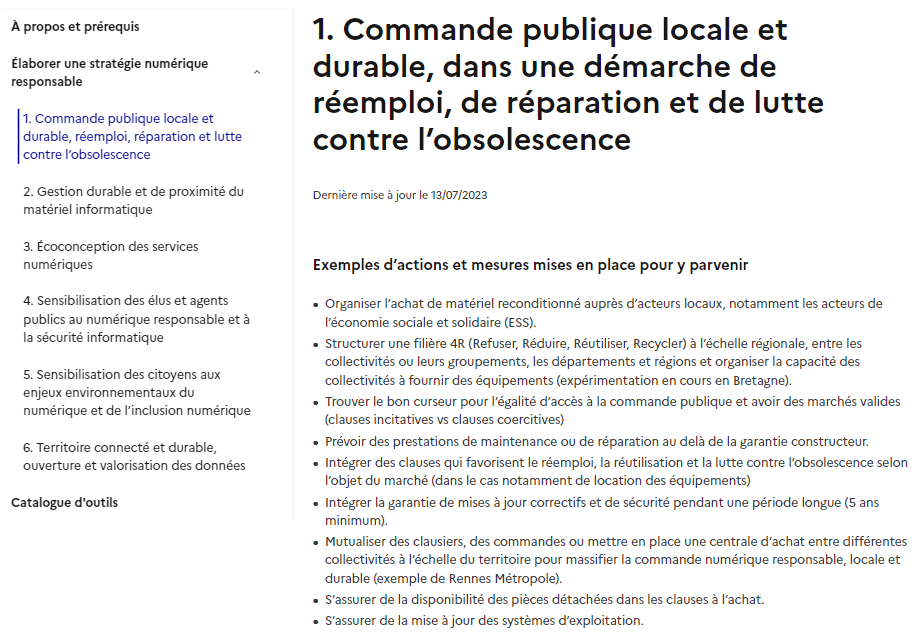 À propos et prérequis
Élaborer une stratégie numérique
responsable
1. Commande publique locale et
durable, réemploi, réparation et lutte
contre l’obsolescence
2. Gestion durable et de proximité du
matériel informatique
3. Écoconception des services
numériques
4. Sensibilisation des élus et agents
publics au numérique responsable et à
la sécurité informatique
5. Sensibilisation des citoyens aux
enjeux environnementaux du
numérique et de l’inclusion numérique
6. Territoire connecté et durable,
ouverture et valorisation des données
Catalogue d'outils
1. Commande publique locale et
durable, dans une démarche de
réemploi, de réparation et de lutte
contre l’obsolescence
Dernière mise à jour le 13/07/2023
Exemples d’actions et mesures mises en place pour y parvenir
• Organiser l’achat de matériel reconditionné auprès d’acteurs locaux, notamment les acteurs de
l’économie sociale et solidaire (ESS).
• Structurer une filière 4R (Refuser, Réduire, Réutiliser, Recycler) à l’échelle régionale, entre les
collectivités ou leurs groupements, les départements et régions et organiser la capacité des
collectivités à fournir des équipements (expérimentation en cours en Bretagne).
• Trouver le bon curseur pour l’égalité d’accès à la commande publique et avoir des marchés valides
(clauses incitatives vs clauses coercitives)
• Prévoir des prestations de maintenance ou de réparation au delà de la garantie constructeur.
• Intégrer des clauses qui favorisent le réemploi, la réutilisation et la lutte contre l’obsolescence selon
l’objet du marché (dans le cas notamment de location des équipements)
• Intégrer la garantie de mises à jour correctifs et de sécurité pendant une période longue (5 ans
minimum).
• Mutualiser des clausiers, des commandes ou mettre en place une centrale d’achat entre différentes
collectivités à l’échelle du territoire pour massifier la commande numérique responsable, locale et
durable (exemple de Rennes Métropole).
• S’assurer de la disponibilité des pièces détachées dans les clauses à l’achat.
• S’assurer de la mise à jour des systèmes d’exploitation.